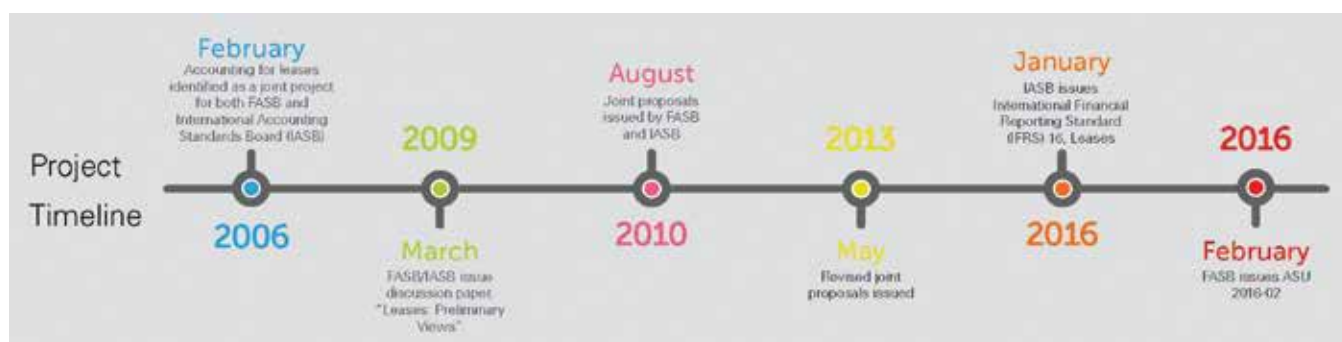 Project
Timeline
February
Accounting for leases
identified as a joint project
for both FASB and
International Accounting
Standards Board (IASB)
2006
2009
March
FASB/IASB issue
discussion paper,
"Leases: Preliminary
Views"
August
Joint proposals
issued by FASB
and IASB
2010
2013
May
Revised joint
proposals issued
January
IASB issues
International Financial
Reporting Standard
(IFRS) 16, Leases
2016
2016
February
FASB issues ASU
2016-02